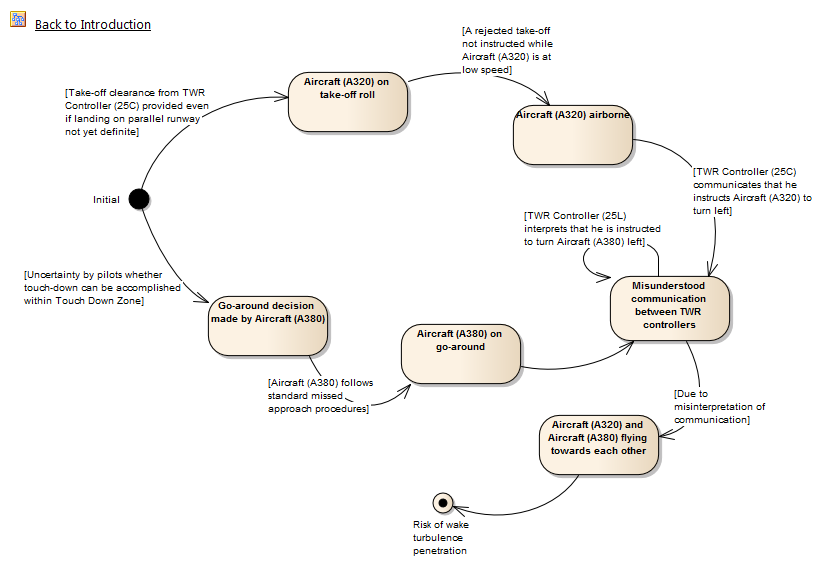 Back to Introduction
[A rejected take-off
not instructed while
Aircraft (A320) is at
low speed]
Aircraft (A320) on
take-off roll
[Take-off clearance from TWR
Controller (25C) provided even
if landing on parallel runway
not yet definite]
Aircraft (A320) airborne
[TWR Controller (25C)
communicates that he
instructs Aircraft (A320) to
turn left]
Initial
[TWR Controller (25L)
interprets that he is instructed
to turn Aircraft (A380) left]
[Uncertainty by pilots whether
touch-down can be accomplished
within Touch Down Zone]
Misunderstood
communication
between TWR
controllers
Go-around decision
made by Aircraft (A380)
Aircraft (A380) on
go-around
[Aircraft (A380) follows
standard missed
approach procedures]
[Due to
misinterpretation of
communication]
Aircraft (A320) and
Aircraft (A380) flying
towards each other
Risk of wake
turbulence
penetration